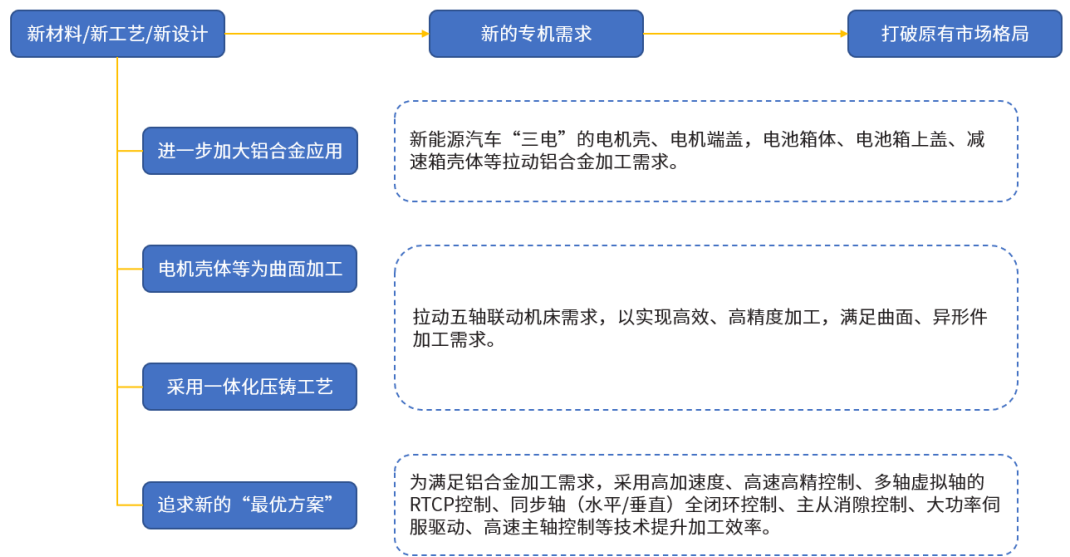 新材料/新工艺/新设计
新的专机需求
打破原有市场格局
进一步加大铝合金应用
新能源汽车“三电”的电机壳、电机端盖，电池箱体、电池箱上盖、减
速箱壳体等拉动铝合金加工需求。
电机壳体等为曲面加工
拉动五轴联动机床需求，以实现高效、高精度加工，满足曲面、异形件
加工需求。
采用一体化压铸工艺
追求新的“最优方案”
为满足铝合金加工需求，采用高加速度、高速高精控制、多轴虚拟轴的
RTCP控制、同步轴（水平/垂直）全闭环控制、主从消隙控制、大功率伺
服驱动、高速主轴控制等技术提升加工效率。